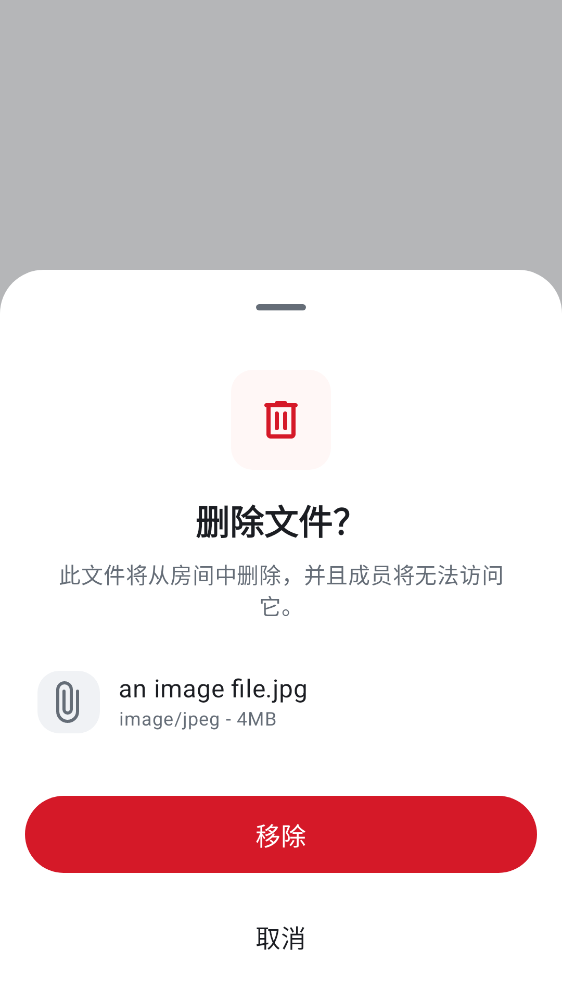 删除文件？
此文件将从房间中删除，并且成员将无法访问
它。
an image file.jpg
image/jpeg - 4MB
移除
取消